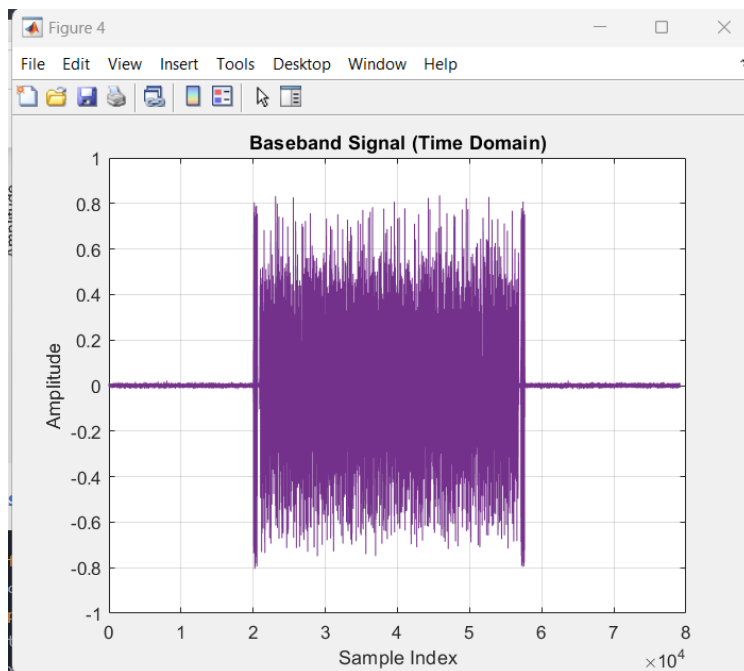 Figure 4
File Edit View Insert Tools Desktop Window Help
Baseband Signal (Time Domain)
Amplitude
1
0.8
0.6
0.4
0.2
0
-0.2
-0.4
-0.6
-0.8
-1
0 1 2 3 4 5 6 7 8
×10^4
Sample Index
Amplitude